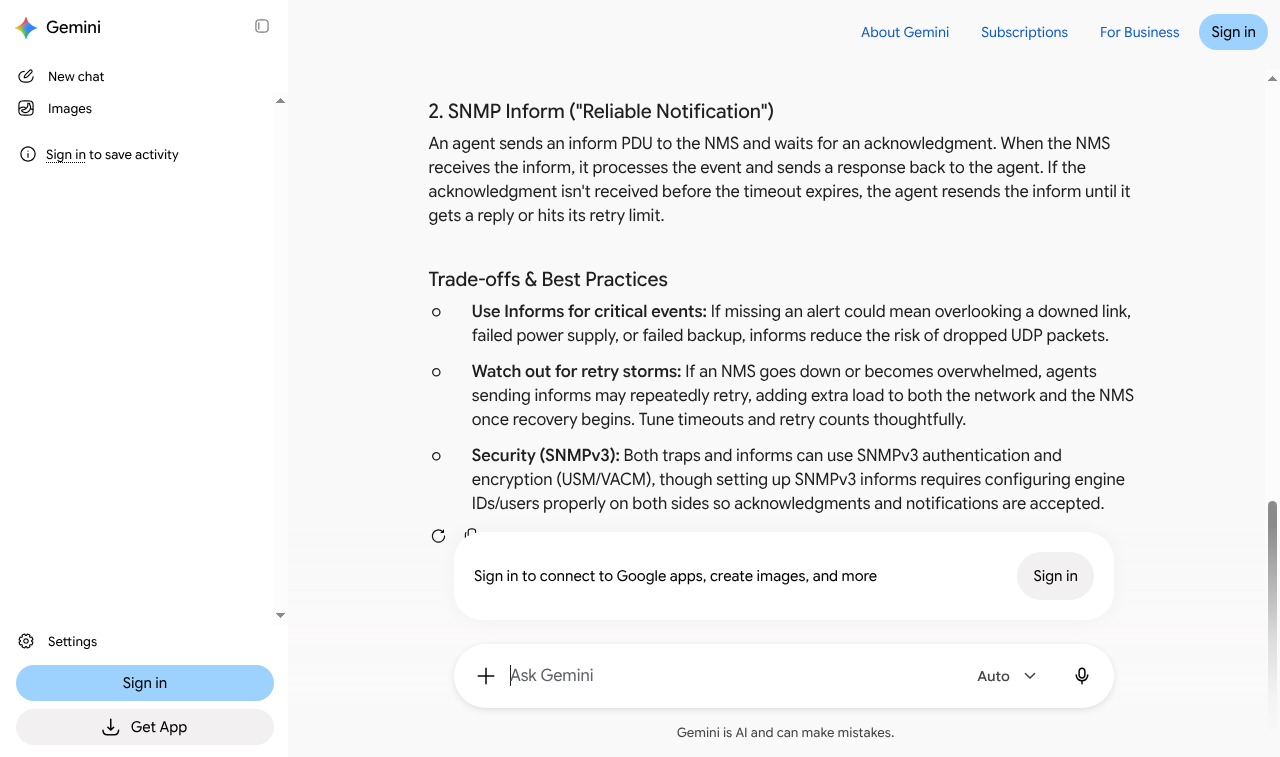 Gemini
New chat
Images
Sign in to save activity
Settings
Sign in
Get App
About Gemini
Subscriptions
For Business
Sign in
2. SNMP Inform ("Reliable Notification")
An agent sends an inform PDU to the NMS and waits for an acknowledgment. When the NMS
receives the inform, it processes the event and sends a response back to the agent. If the
acknowledgment isn't received before the timeout expires, the agent resends the inform until it
gets a reply or hits its retry limit.
Trade-offs & Best Practices
Use Informs for critical events: If missing an alert could mean overlooking a downed link,
failed power supply, or failed backup, informs reduce the risk of dropped UDP packets.
Watch out for retry storms: If an NMS goes down or becomes overwhelmed, agents
sending informs may repeatedly retry, adding extra load to both the network and the NMS
once recovery begins. Tune timeouts and retry counts thoughtfully.
Security (SNMPv3): Both traps and informs can use SNMPv3 authentication and
encryption (USM/VACM), though setting up SNMPv3 informs requires configuring engine
IDs/users properly on both sides so acknowledgments and notifications are accepted.
Sign in to connect to Google apps, create images, and more
Sign in
Ask Gemini
Auto
Gemini is AI and can make mistakes.